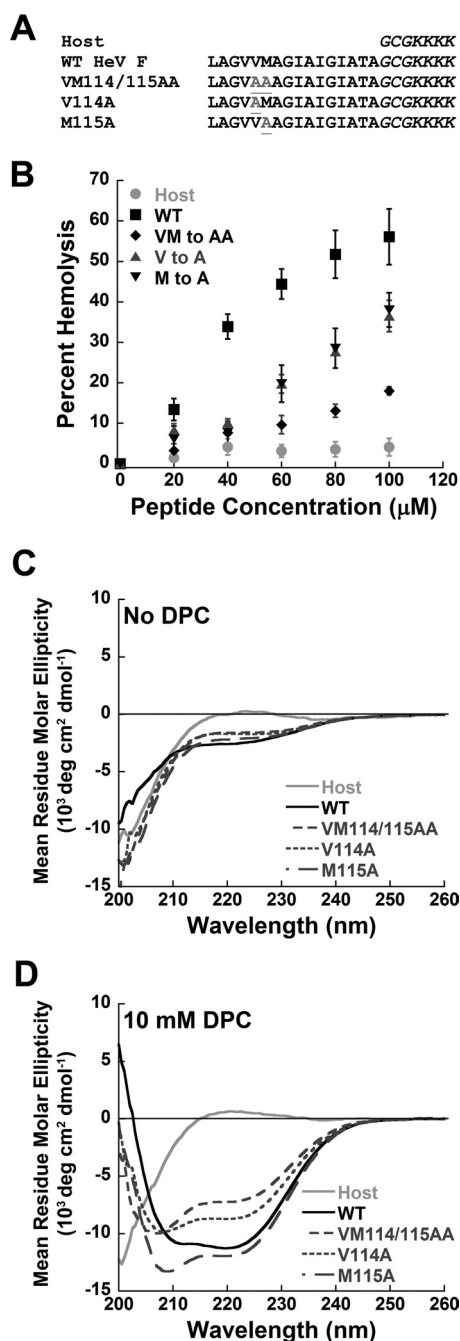 A
Host GCGKKKK
WT HeV F LAGVVMAGIAIGIATAGCGKKKK
VM114/115AA LAGVAAAGIAIGIATAGCGKKKK
V114A LAGVAMAGIAIGIATAGCGKKKK
M115A LAGVVAAGIAIGIATAGCGKKKK
B
Percent Hemolysis
70
60
50
40
30
20
10
0
Host
WT
VM to AA
V to A
M to A
0 20 40 60 80 100 120
Peptide Concentration (μM)
C
Mean Residue Molar Ellipticity
(10³ deg cm² dmol⁻¹)
10
5
0
-5
-10
-15
No DPC
Host
WT
VM114/115AA
V114A
M115A
200 210 220 230 240 250 260
Wavelength (nm)
D
Mean Residue Molar Ellipticity
(10³ deg cm² dmol⁻¹)
10
5
0
-5
-10
-15
10 mM DPC
Host
WT
VM114/115AA
V114A
M115A
200 210 220 230 240 250 260
Wavelength (nm)